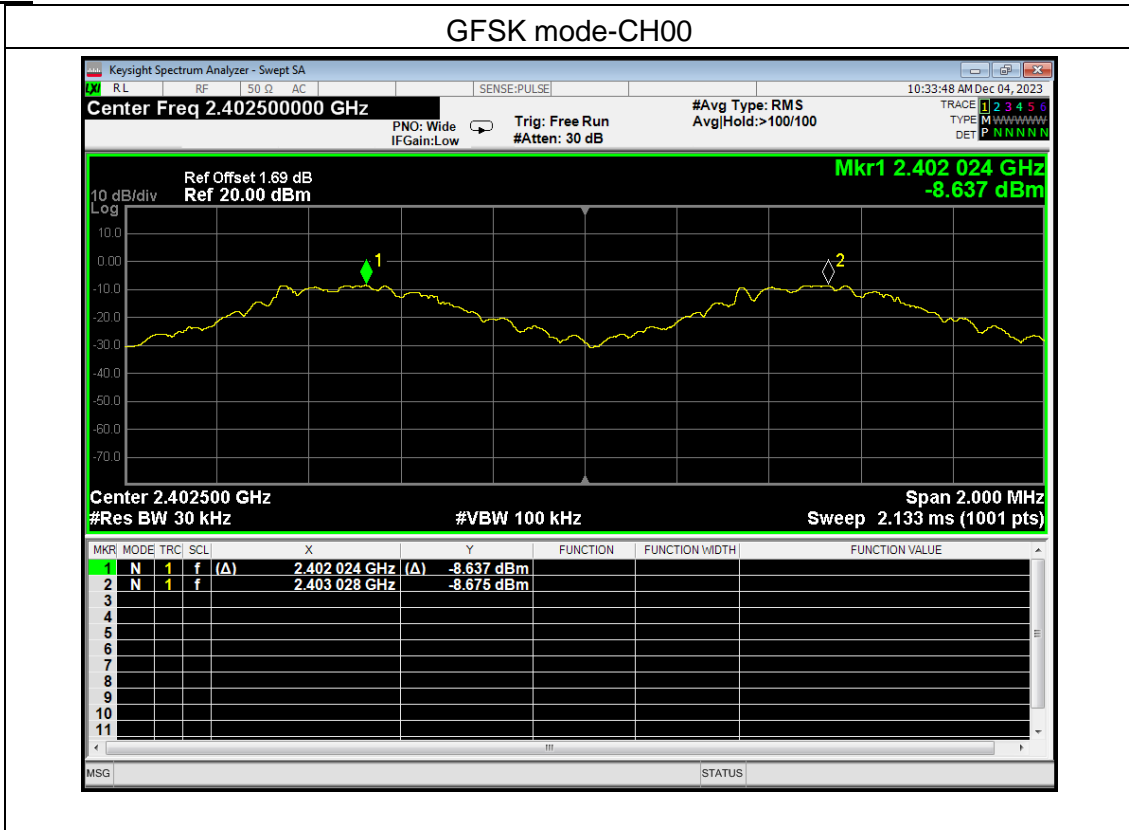 GFSK mode-CH00
Keysight Spectrum Analyzer - Swept SA
LXI RL RF 50 Ω AC SENSE:PULSE 10:33:48 AM Dec 04, 2023
Center Freq 2.402500000 GHz
PNO: Wide
IFGain:Low
Trig: Free Run
#Atten: 30 dB
#Avg Type: RMS
Avg|Hold:>100/100
TRACE 1 2 3 4 5 6
TYPE M WWWWW
DET P N N N N N
Mkr1 2.402 024 GHz
-8.637 dBm
Ref Offset 1.69 dB
10 dB/div Ref 20.00 dBm
Log
10.0
0.00
-10.0
-20.0
-30.0
-40.0
-50.0
-60.0
-70.0
1
2
Center 2.402500 GHz Span 2.000 MHz
#Res BW 30 kHz #VBW 100 kHz Sweep 2.133 ms (1001 pts)
MKR MODE TRC SCL X Y FUNCTION FUNCTION WIDTH FUNCTION VALUE
1 N 1 f (Δ) 2.402 024 GHz (Δ) -8.637 dBm
2 N 1 f 2.403 028 GHz -8.675 dBm
3
4
5
6
7
8
9
10
11
MSG STATUS